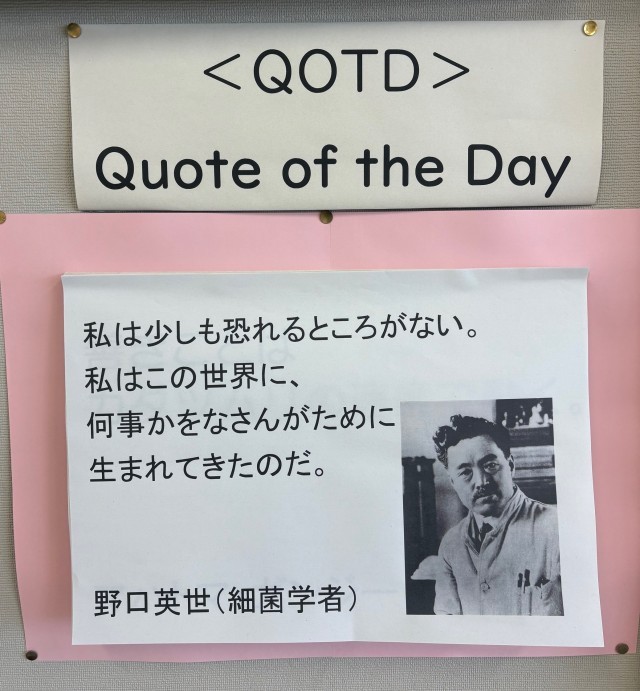 ＜QOTD＞
Quote of the Day
私は少しも恐れるところがない。
私はこの世界に、
何事かをなさんがために
生まれてきたのだ。
野口英世（細菌学者）